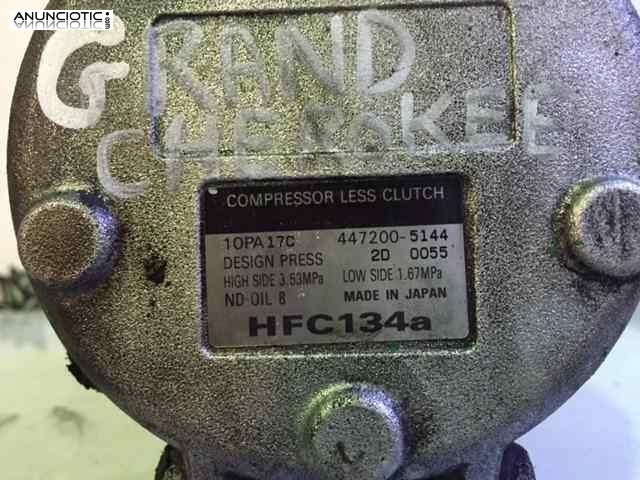 ANUNCIOTIC.com
GRAND
CHEROKEE
COMPRESSOR LESS CLUTCH
10PA17C 447200-5144
DESIGN PRESS 2D 0055
HIGH SIDE 3.53MPa LOW SIDE 1.67MPa
ND-OIL 8 MADE IN JAPAN
HFC134a